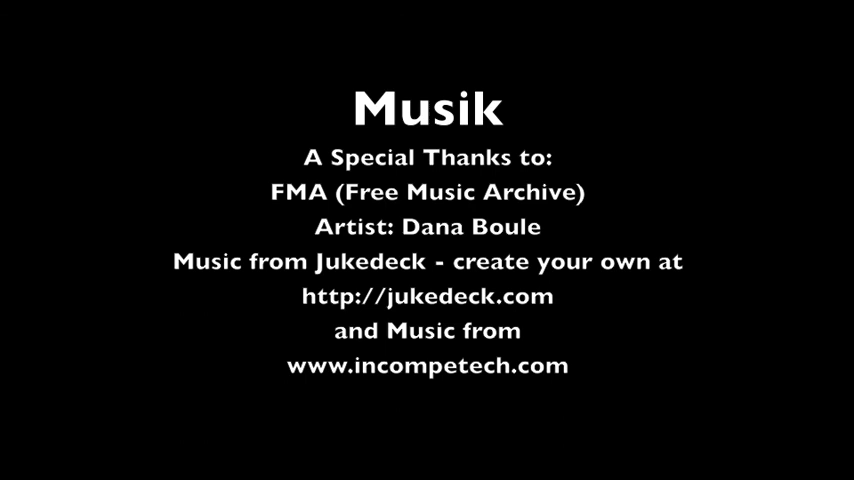 Musik
A Special Thanks to:
FMA (Free Music Archive)
Artist: Dana Boule
Music from Jukedeck - create your own at
http://jukedeck.com
and Music from
www.incompetech.com